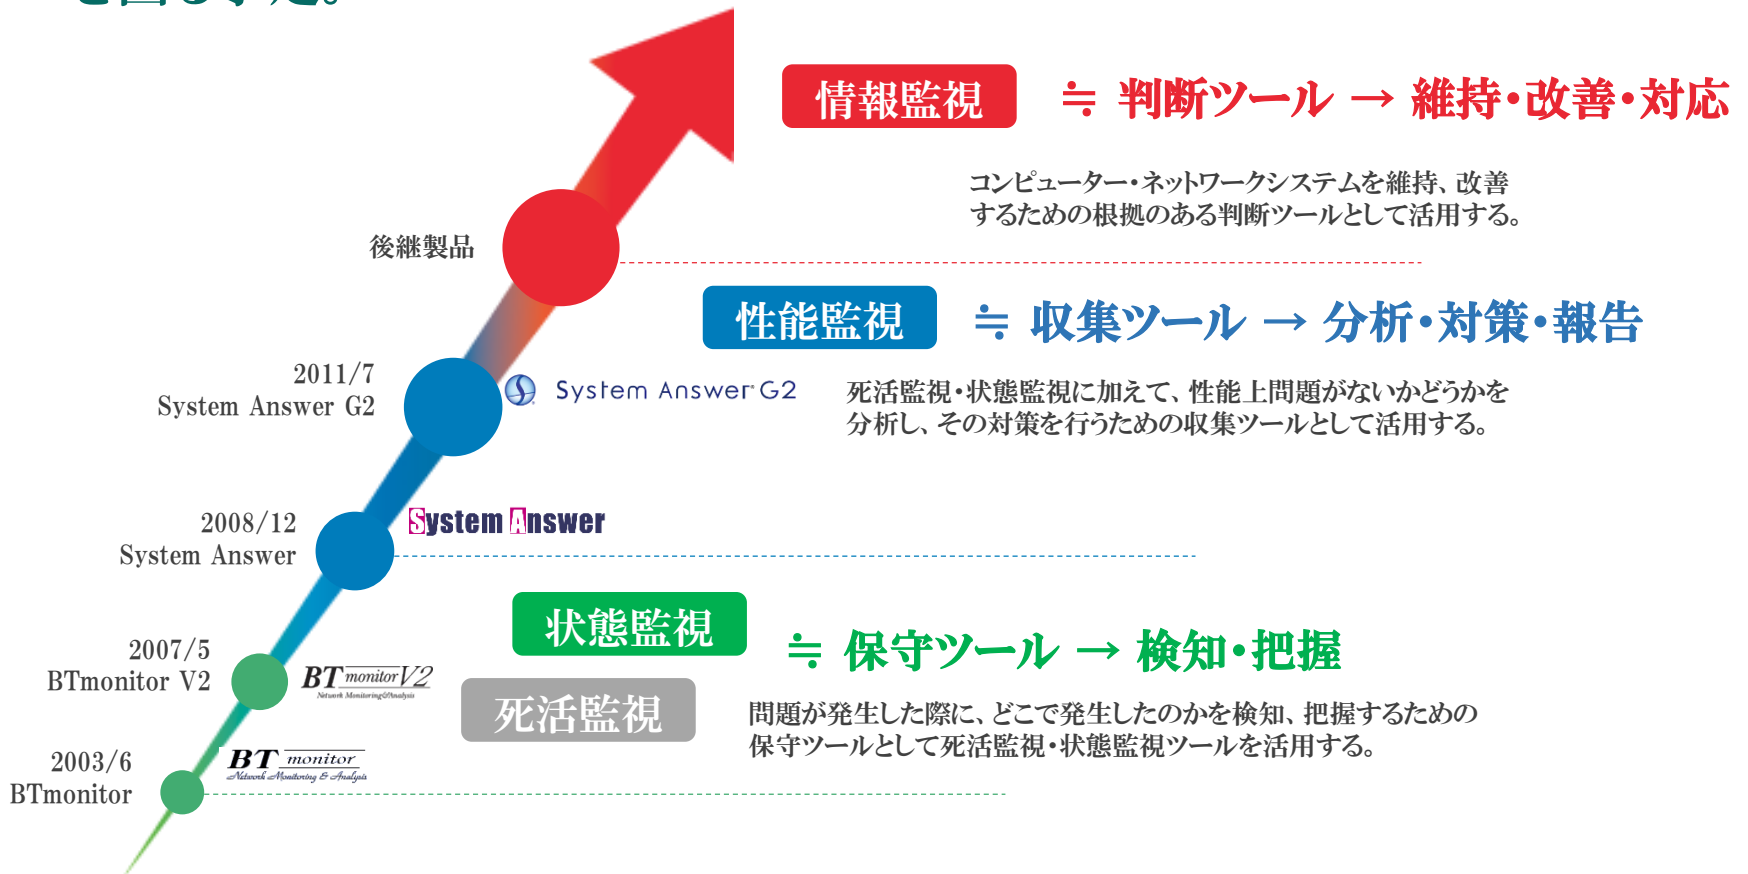 情報監視
≒ 判断ツール → 維持・改善・対応
コンピューター・ネットワークシステムを維持、改善
するための根拠のある判断ツールとして活用する。
後継製品
性能監視
≒ 収集ツール → 分析・対策・報告
2011/7
System Answer G2
System Answer G2
死活監視・状態監視に加えて、性能上問題がないかどうかを
分析し、その対策を行うための収集ツールとして活用する。
2008/12
System Answer
System Answer
状態監視
≒ 保守ツール → 検知・把握
死活監視
2007/5
BTmonitor V2
BT monitor V2
Network Monitoring&Analysis
問題が発生した際に、どこで発生したのかを検知、把握するための
保守ツールとして死活監視・状態監視ツールを活用する。
2003/6
BTmonitor
BT monitor
Network Monitoring & Analysis